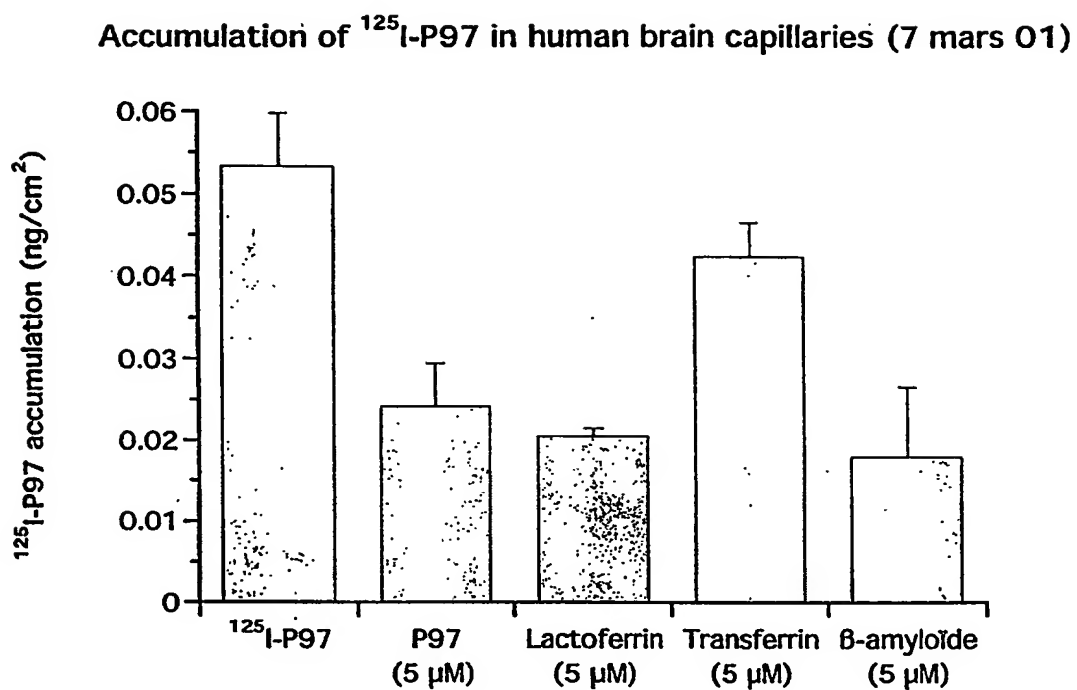 Accumulation of ¹²⁵I-P97 in human brain capillaries (7 mars 01)
¹²⁵I-P97 accumulation (ng/cm²)
0.06
0.05
0.04
0.03
0.02
0.01
0
¹²⁵I-P97
P97
(5 µM)
Lactoferrin
(5 µM)
Transferrin
(5 µM)
β-amyloïde
(5 µM)